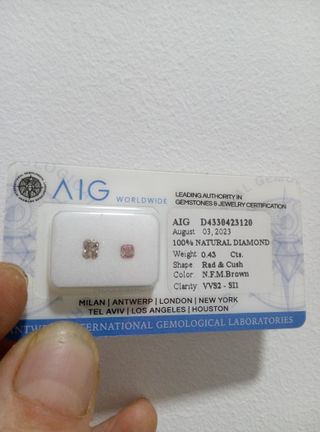 AIG WORLDWIDE
LEADING AUTHORITY IN
GEMSTONES & JEWELRY CERTIFICATION
AIG D4330423120
August 03, 2023
100% NATURAL DIAMOND
Weight: 0.43 Cts.
Shape: Rad & Cush
Color: N.F.M.Brown
Clarity: VVS2 - SI1
MILAN | ANTWERP | LONDON | NEW YORK
TEL AVIV | LOS ANGELES | HOUSTON
ANTWERP INTERNATIONAL GEMOLOGICAL LABORATORIES